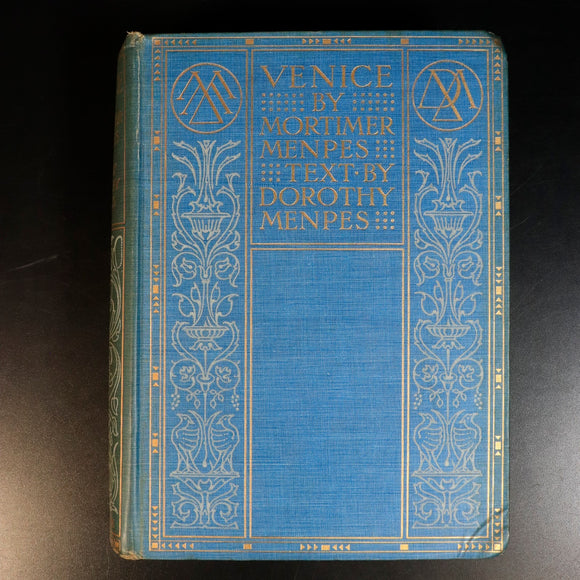 VENICE
BY
MORTIMER
MENPES
TEXT·BY
DOROTHY
MENPES